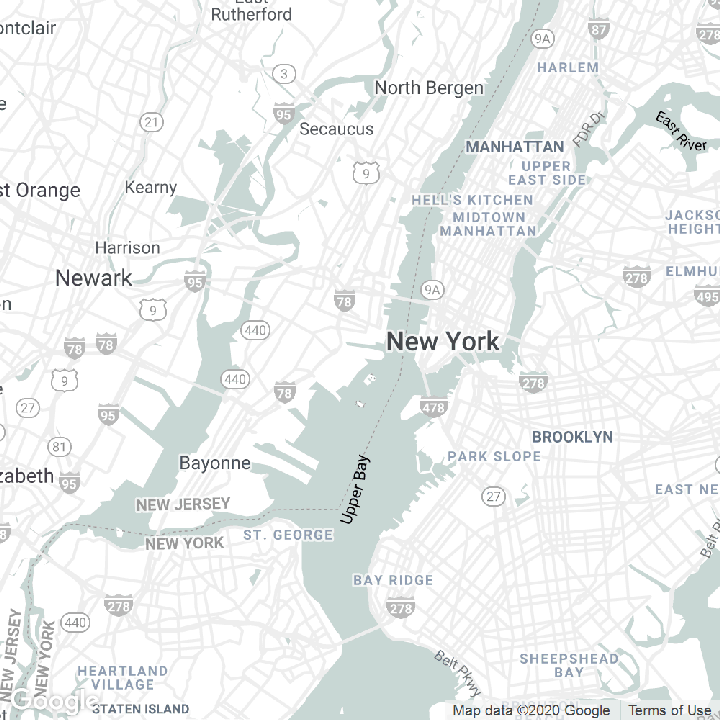 East
Rutherford
ontclair
9A
87
278
3
HARLEM
North Bergen
95
FDR Dr
East River
21
Secaucus
MANHATTAN
9
UPPER
EAST SIDE
st Orange
Kearny
HELL'S KITCHEN
MIDTOWN
MANHATTAN
JACKSO
HEIGHT
Harrison
Newark
95
278
ELMHU
9A
495
78
9
440
New York
78
78
9
440
78
278
27
95
478
81
BROOKLYN
Bayonne
PARK SLOPE
zabeth
95
Upper Bay
EAST NE
27
NEW JERSEY
NEW YORK
ST. GEORGE
Belt Pk
BAY RIDGE
278
278
440
NEW JERSEY
NEW YORK
Belt Pkwy
SHEEPSHEAD
BAY
HEARTLAND
VILLAGE
Google
STATEN ISLAND
Map data ©2020 Google
Terms of Use